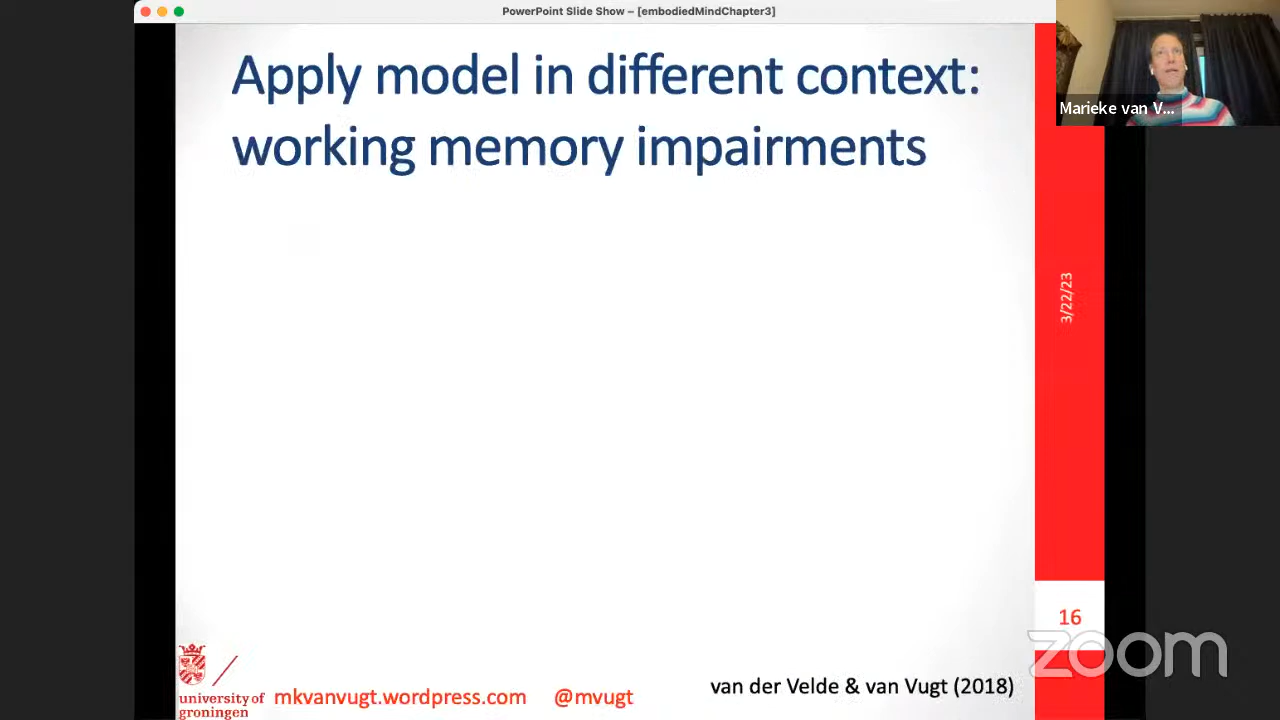 PowerPoint Slide Show – [embodiedMindChapter3]
Apply model in different context:
working memory impairments
Marieke van V...
3/22/23
16
zoom
van der Velde & van Vugt (2018)
university of
groningen
mkvanvugt.wordpress.com @mvugt